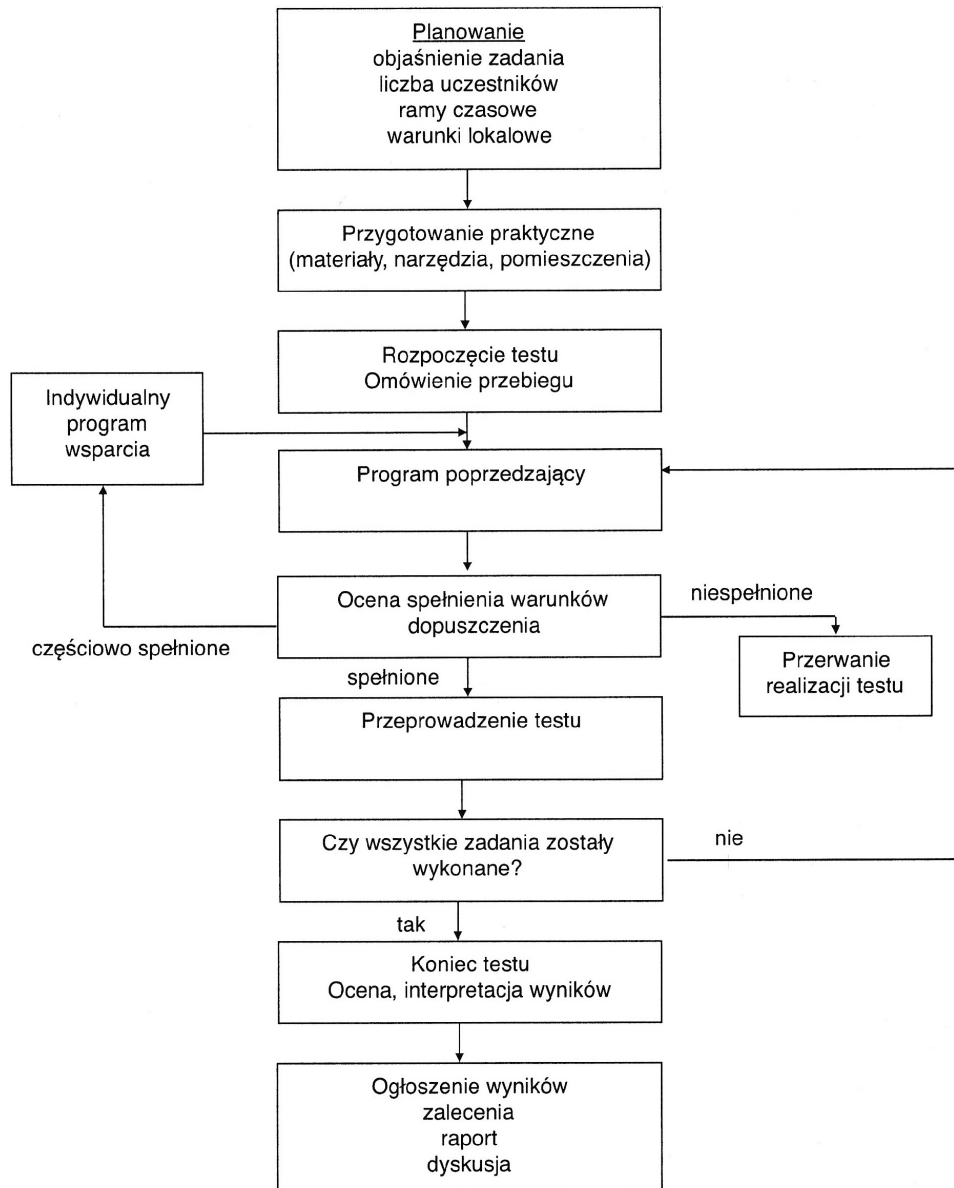 Planowanie
objaśnienie zadania
liczba uczestników
ramy czasowe
warunki lokalowe
Przygotowanie praktyczne
(materiały, narzędzia, pomieszczenia)
Rozpoczęcie testu
Omówienie przebiegu
Indywidualny
program
wsparcia
Program poprzedzający
Ocena spełnienia warunków
dopuszczenia
niespełnione
częściowo spełnione
spełnione
Przerwanie
realizacji testu
Przeprowadzenie testu
Czy wszystkie zadania zostały
wykonane?
nie
tak
Koniec testu
Ocena, interpretacja wyników
Ogłoszenie wyników
zalecenia
raport
dyskusja